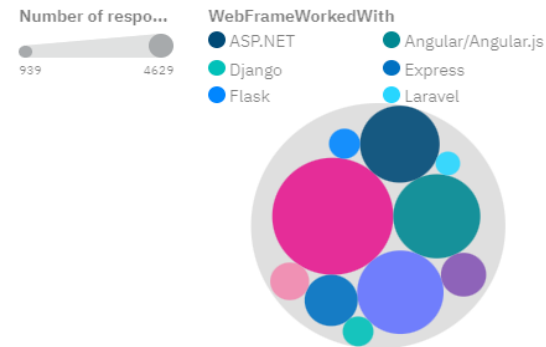 Number of respo...
939
4629
WebFrameWorkedWith
ASP.NET
Angular/Angular.js
Django
Express
Flask
Laravel